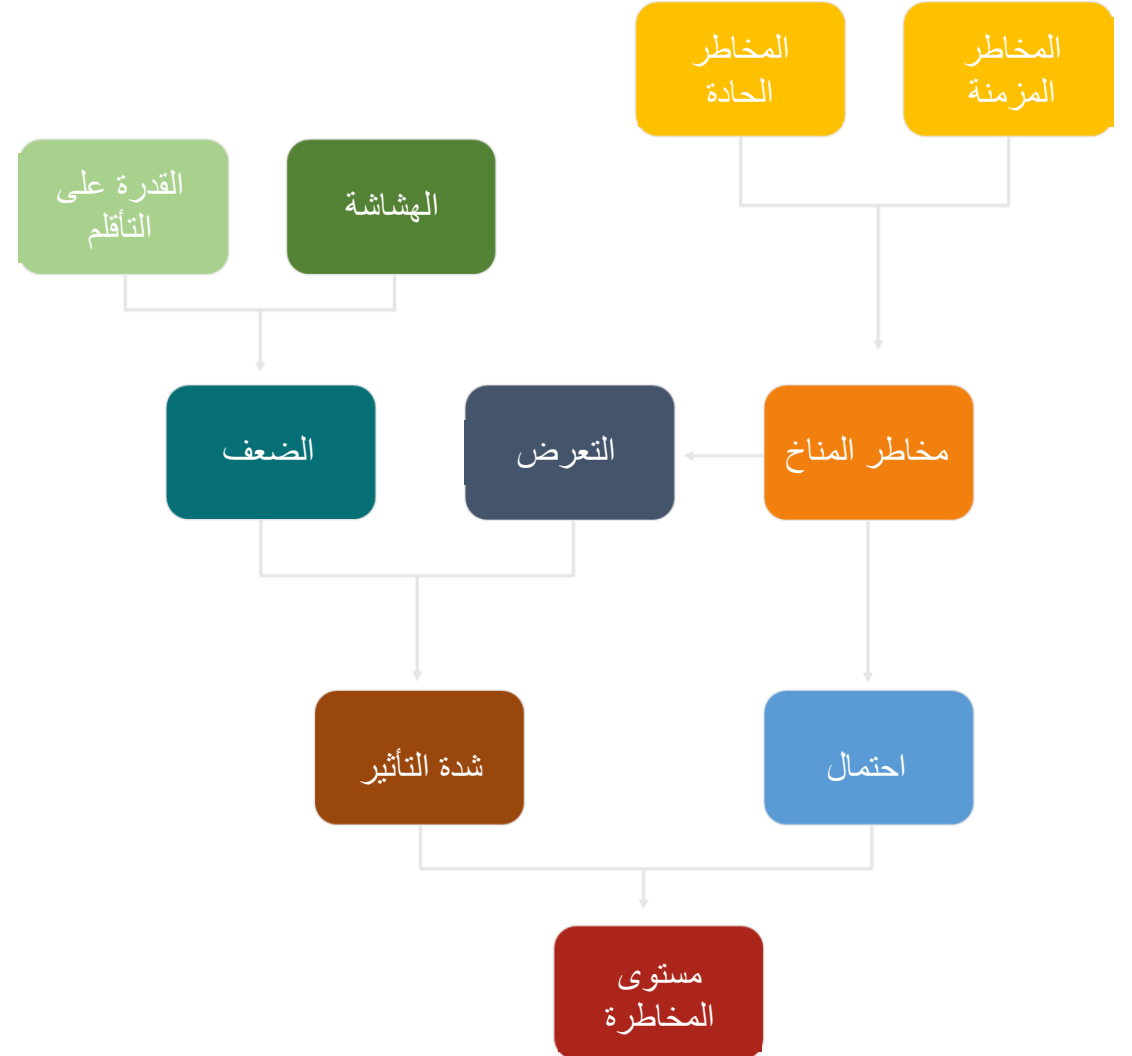 المخاطر
المزمنة
المخاطر
الحادة
الهشاشة
القدرة على
التأقلم
مخاطر المناخ
التعرض
الضعف
احتمال
شدة التأثير
مستوى
المخاطرة